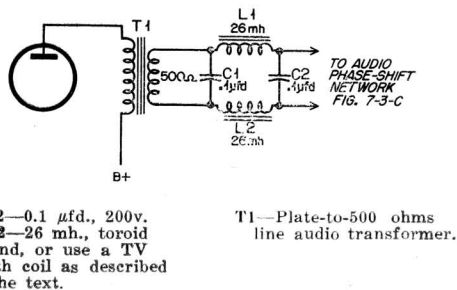 T1
L1
26mh
500Ω
C1
.1µfd
C2
.1µfd
L2
26mh
TO AUDIO
PHASE-SHIFT
NETWORK
FIG. 7-3-C
B+
2—0.1 µfd., 200v.
2—26 mh., toroid
nd, or use a TV
th coil as described
he text.
T1—Plate-to-500 ohms
line audio transformer.